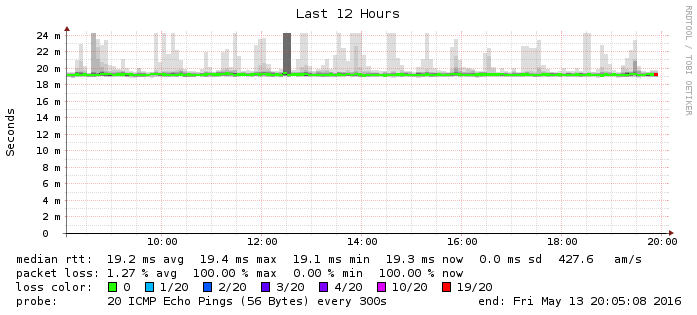 Last 12 Hours
RRDTOOL / TOBI OETIKER
Seconds
24 m
22 m
20 m
18 m
16 m
14 m
12 m
10 m
8 m
6 m
4 m
2 m
0
10:00 12:00 14:00 16:00 18:00 20:00
median rtt: 19.2 ms avg 19.4 ms max 19.1 ms min 19.3 ms now 0.0 ms sd 427.6 am/s
packet loss: 1.27 % avg 100.00 % max 0.00 % min 100.00 % now
loss color: 0 1/20 2/20 3/20 4/20 10/20 19/20
probe: 20 ICMP Echo Pings (56 Bytes) every 300s end: Fri May 13 20:05:08 2016